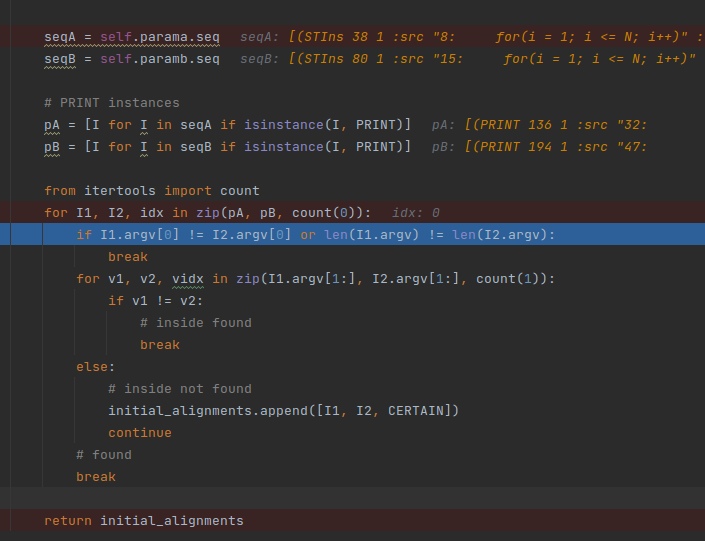 seqA = self.parama.seq   seqA: [(STIns 38 1 :src "8:     for(i = 1; i <= N; i++)" :
seqB = self.paramb.seq   seqB: [(STIns 80 1 :src "15:     for(i = 1; i <= N; i++)"
# PRINT instances
pA = [I for I in seqA if isinstance(I, PRINT)]   pA: [(PRINT 136 1 :src "32:
pB = [I for I in seqB if isinstance(I, PRINT)]   pB: [(PRINT 194 1 :src "47:
from itertools import count
for I1, I2, idx in zip(pA, pB, count(0)):   idx: 0
    if I1.argv[0] != I2.argv[0] or len(I1.argv) != len(I2.argv):
        break
    for v1, v2, vidx in zip(I1.argv[1:], I2.argv[1:], count(1)):
        if v1 != v2:
            # inside found
            break
    else:
        # inside not found
        initial_alignments.append([I1, I2, CERTAIN])
        continue
    # found
    break
return initial_alignments